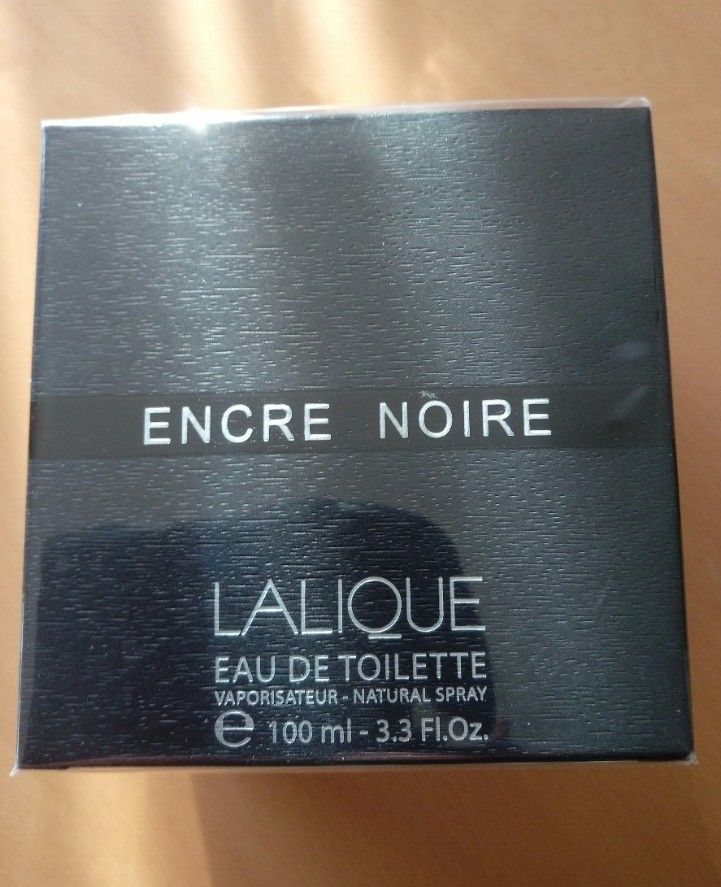 ENCRE NOIRE
LALIQUE
EAU DE TOILETTE
VAPORISATEUR - NATURAL SPRAY
℮ 100 ml - 3.3 Fl.Oz.